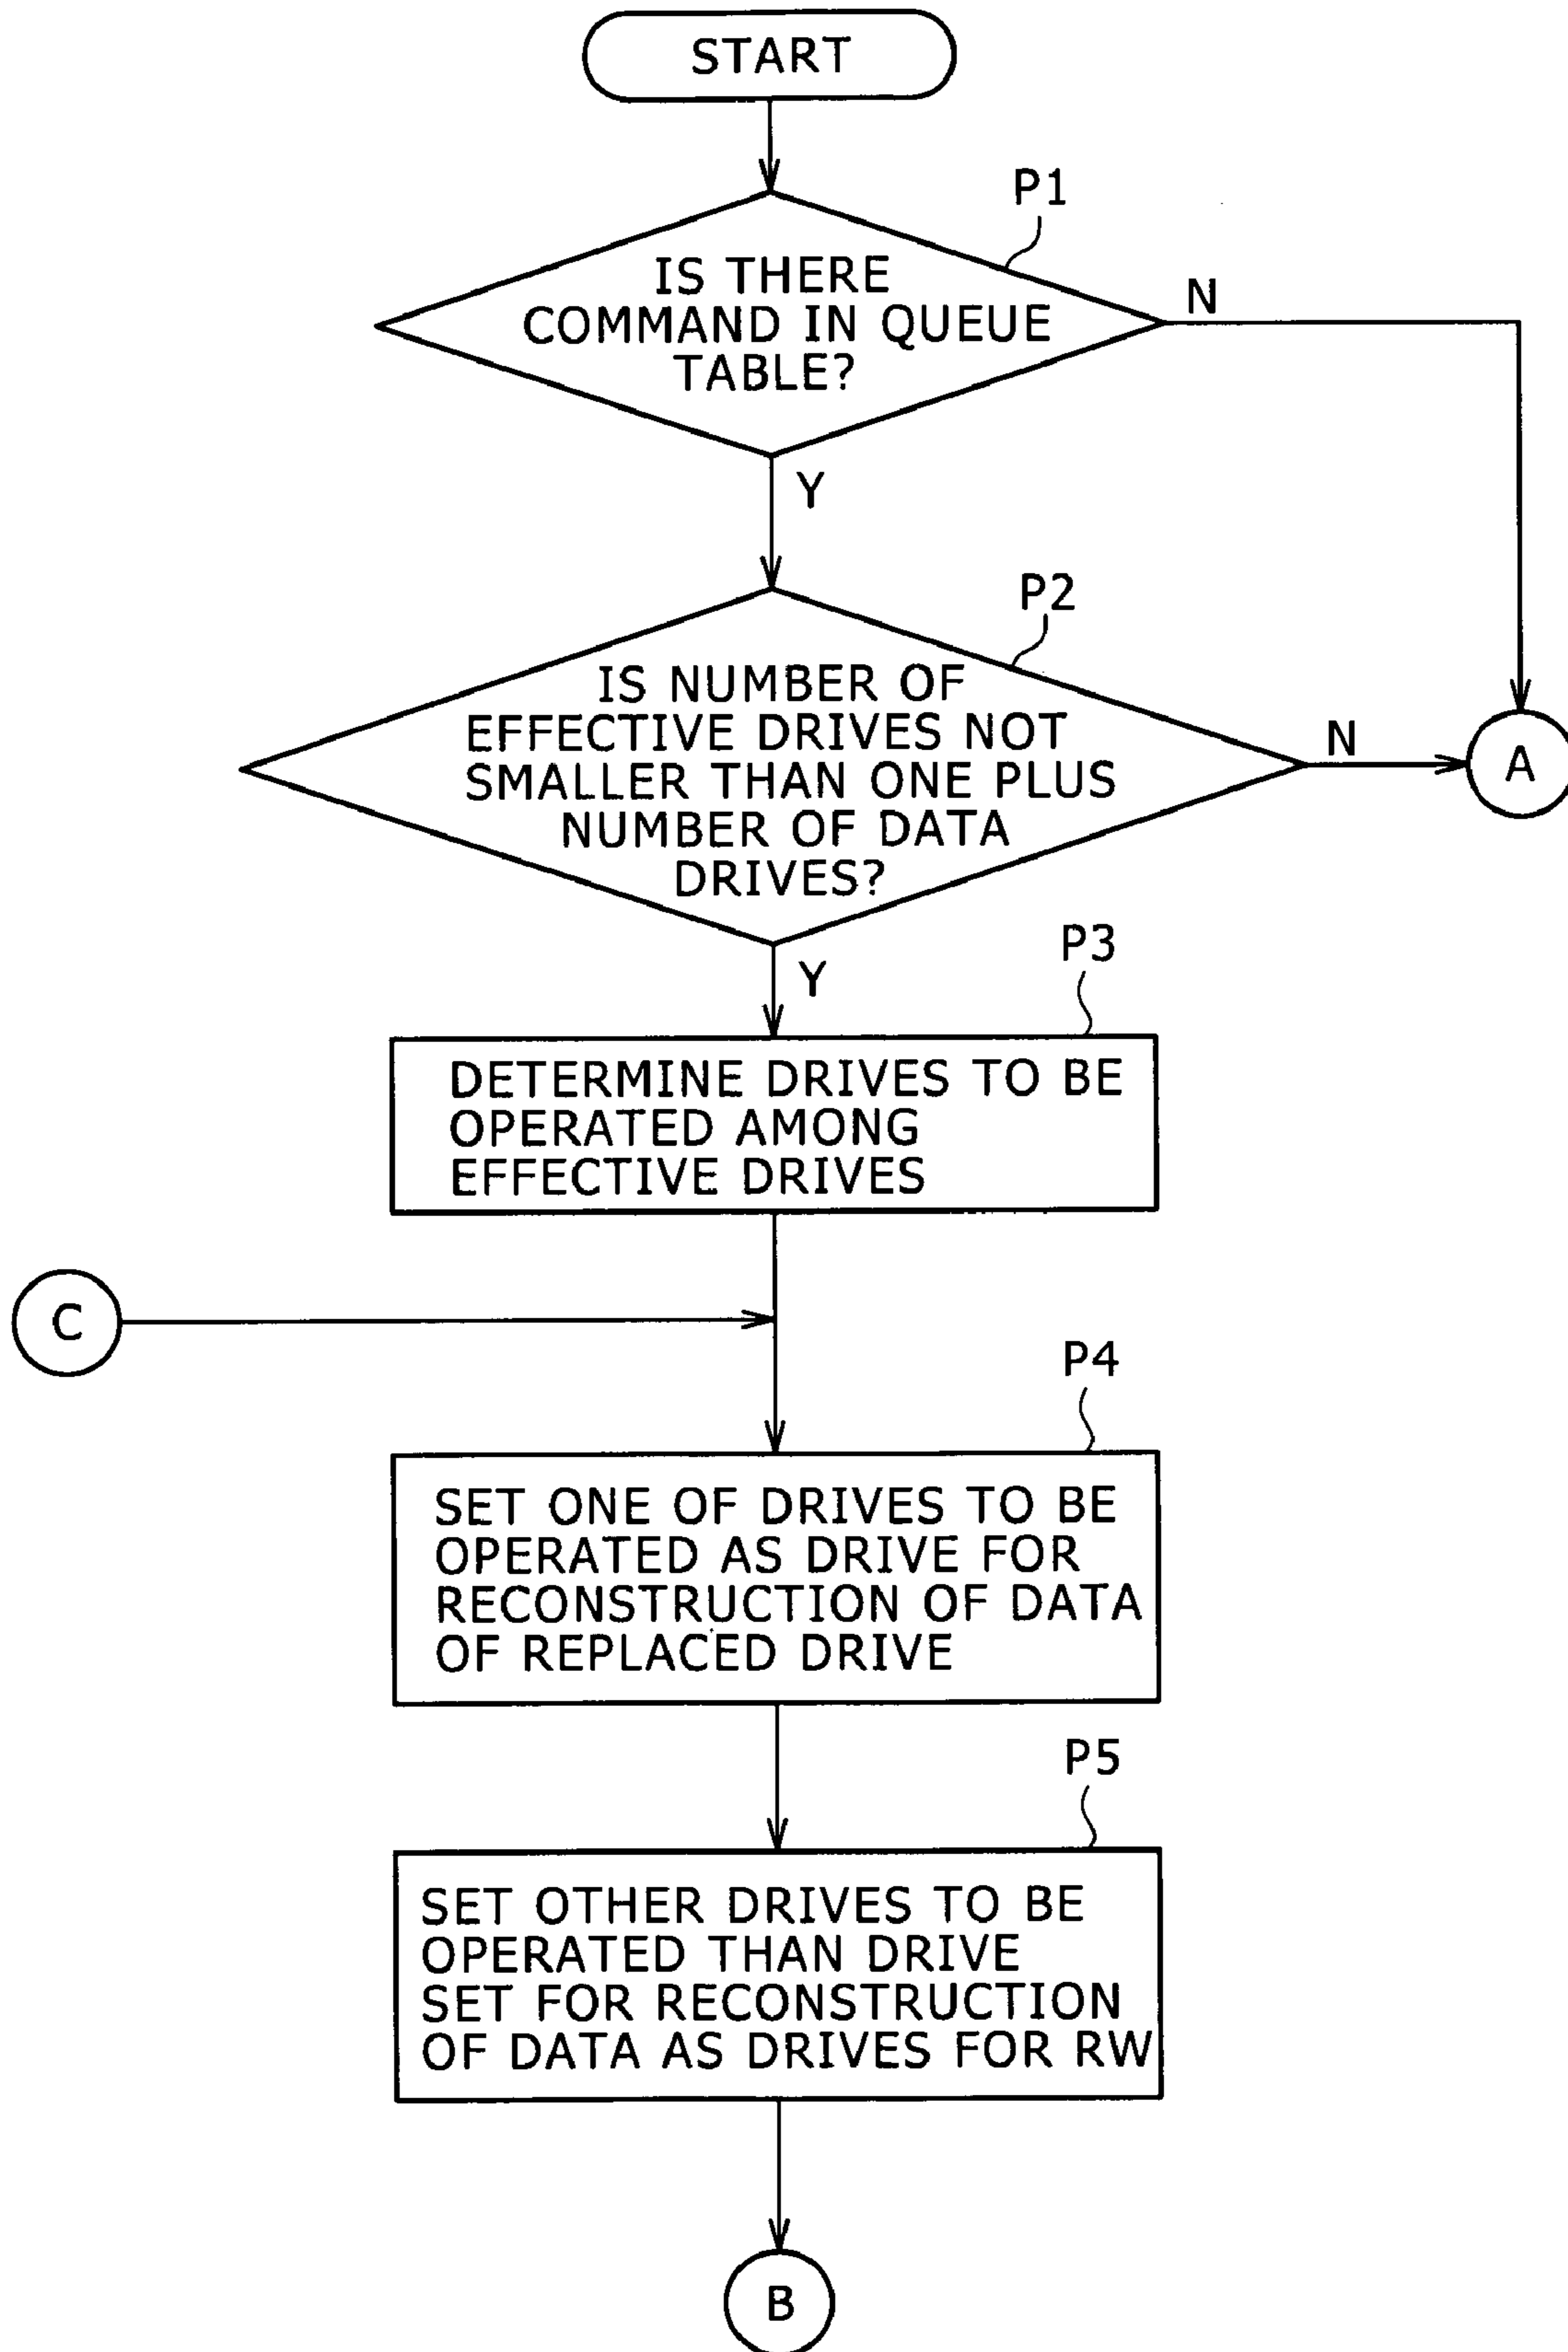 START
P1
IS THERE
COMMAND IN QUEUE
TABLE?
N
Y
P2
IS NUMBER OF
EFFECTIVE DRIVES NOT
SMALLER THAN ONE PLUS
NUMBER OF DATA
DRIVES?
N
A
Y
P3
DETERMINE DRIVES TO BE
OPERATED AMONG
EFFECTIVE DRIVES
C
P4
SET ONE OF DRIVES TO BE
OPERATED AS DRIVE FOR
RECONSTRUCTION OF DATA
OF REPLACED DRIVE
P5
SET OTHER DRIVES TO BE
OPERATED THAN DRIVE
SET FOR RECONSTRUCTION
OF DATA AS DRIVES FOR RW
B